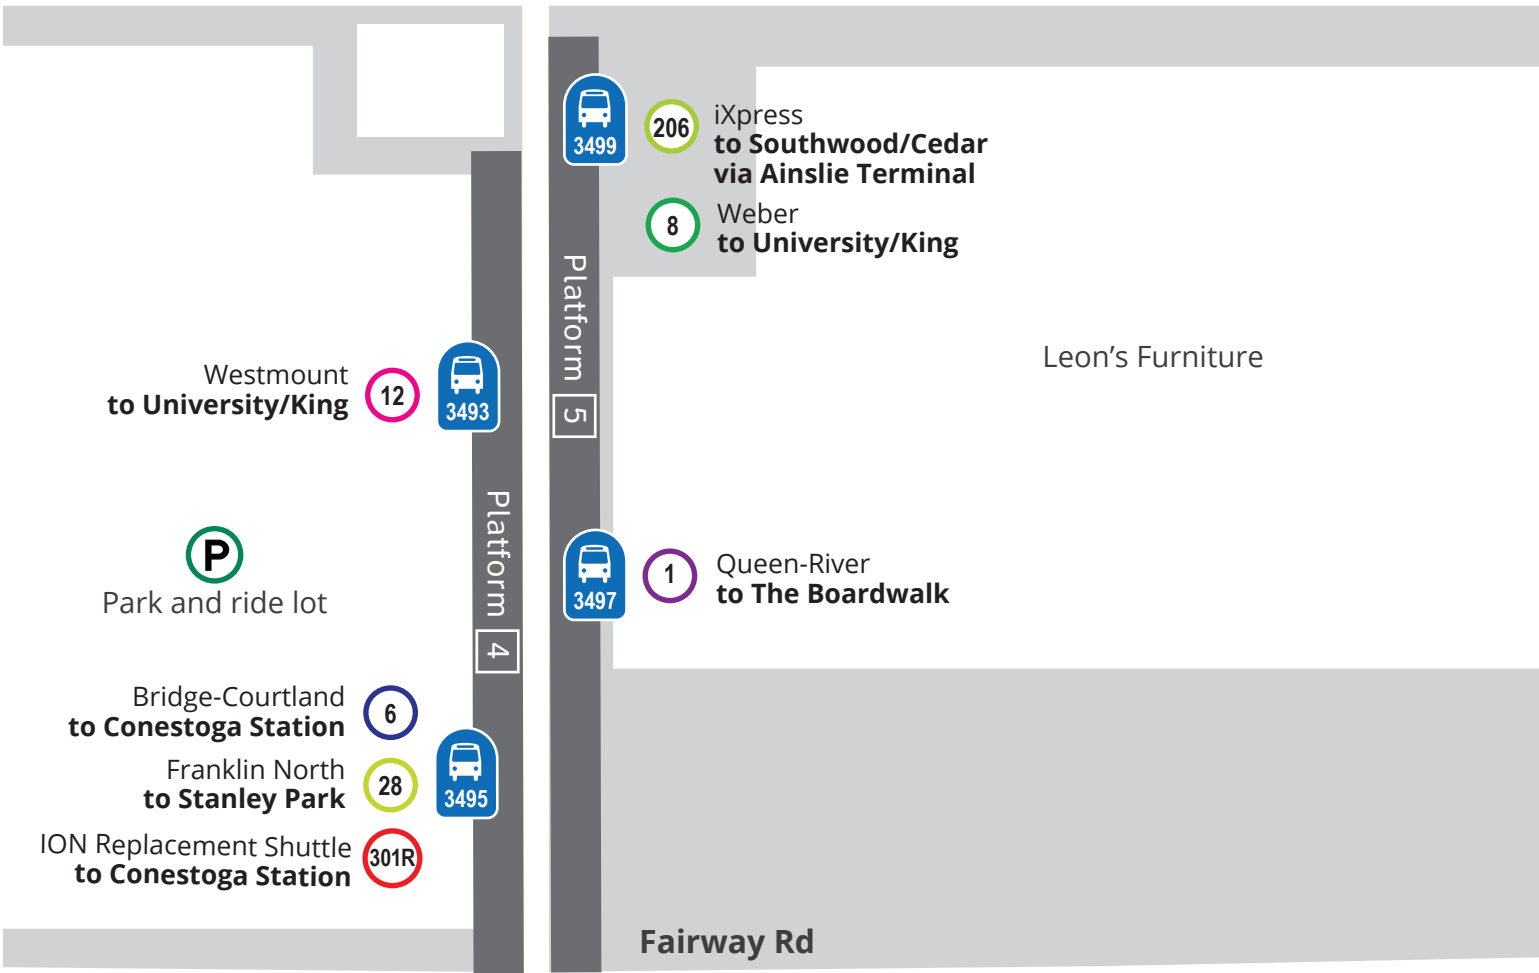 3499
206
iXpress
to Southwood/Cedar
via Ainslie Terminal
8
Weber
to University/King
Platform 5
Leon's Furniture
Westmount
to University/King
12
3493
Platform 4
P
Park and ride lot
3497
1
Queen-River
to The Boardwalk
Bridge-Courtland
to Conestoga Station
6
Franklin North
to Stanley Park
28
3495
ION Replacement Shuttle
to Conestoga Station
301R
Fairway Rd